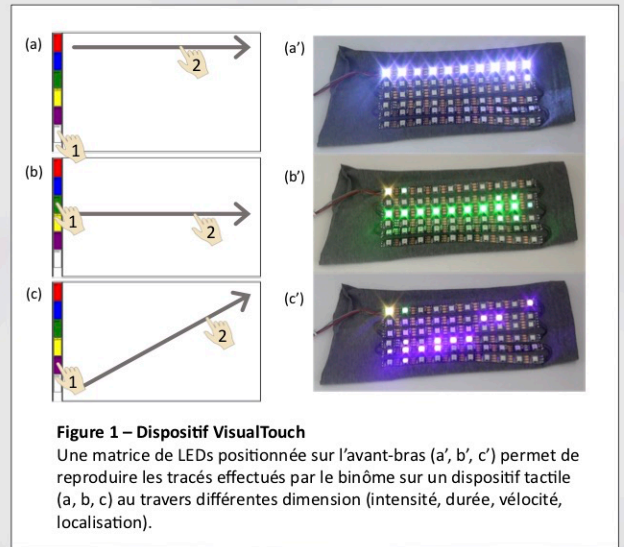 (a)
2
1
(a’)
(b)
1
2
(b’)
(c)
2
1
(c’)
Figure 1 – Dispositif VisualTouch
Une matrice de LEDs positionnée sur l’avant-bras (a’, b’, c’) permet de
reproduire les tracés effectués par le binôme sur un dispositif tactile
(a, b, c) au travers différentes dimension (intensité, durée, vélocité,
localisation).